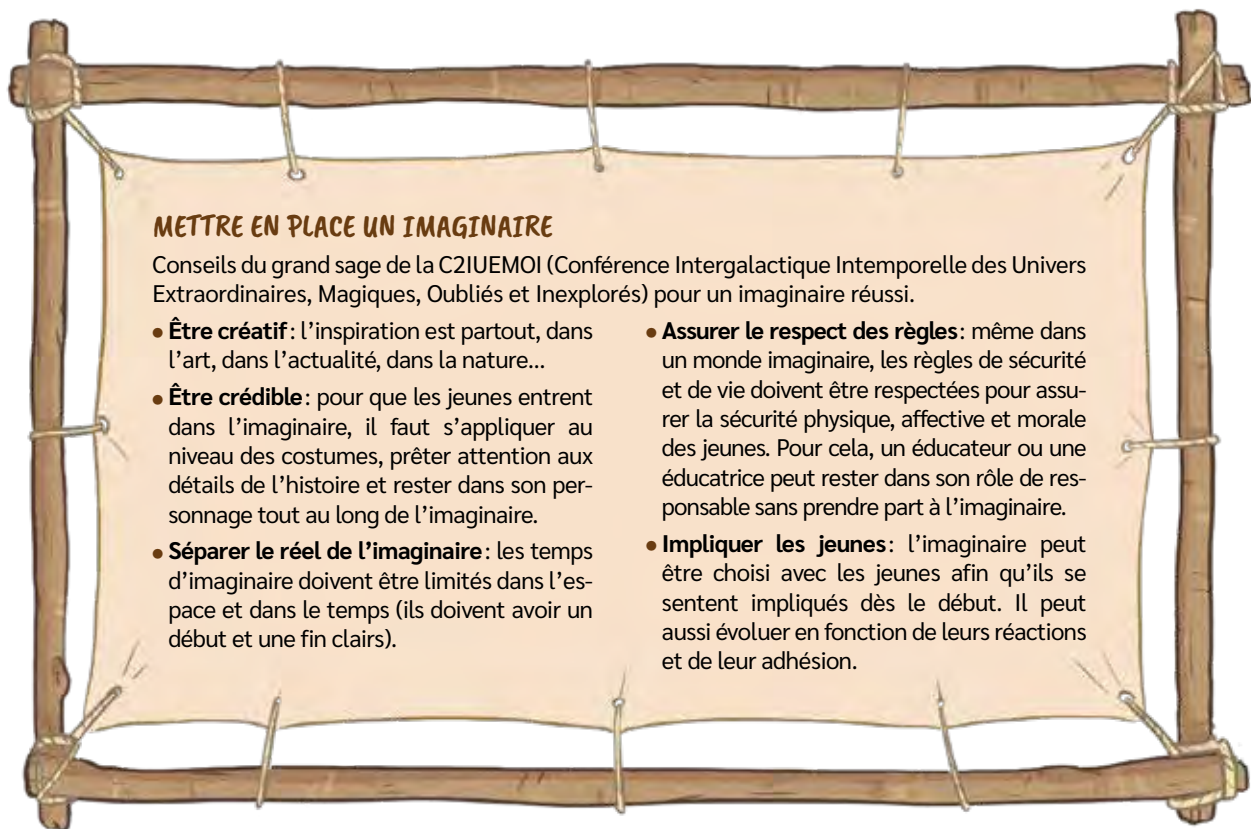 METTRE EN PLACE UN IMAGINAIRE
Conseils du grand sage de la C2IUEMOI (Conférence Intergalactique Intemporelle des Univers
Extraordinaires, Magiques, Oubliés et Inexplorés) pour un imaginaire réussi.
• Être créatif : l'inspiration est partout, dans
l'art, dans l'actualité, dans la nature...
• Être crédible : pour que les jeunes entrent
dans l'imaginaire, il faut s'appliquer au
niveau des costumes, prêter attention aux
détails de l'histoire et rester dans son per-
sonnage tout au long de l'imaginaire.
• Séparer le réel de l'imaginaire : les temps
d'imaginaire doivent être limités dans l'es-
pace et dans le temps (ils doivent avoir un
début et une fin clairs).
• Assurer le respect des règles : même dans
un monde imaginaire, les règles de sécurité
et de vie doivent être respectées pour assu-
rer la sécurité physique, affective et morale
des jeunes. Pour cela, un éducateur ou une
éducatrice peut rester dans son rôle de res-
ponsable sans prendre part à l'imaginaire.
• Impliquer les jeunes : l'imaginaire peut
être choisi avec les jeunes afin qu'ils se
sentent impliqués dès le début. Il peut
aussi évoluer en fonction de leurs réactions
et de leur adhésion.